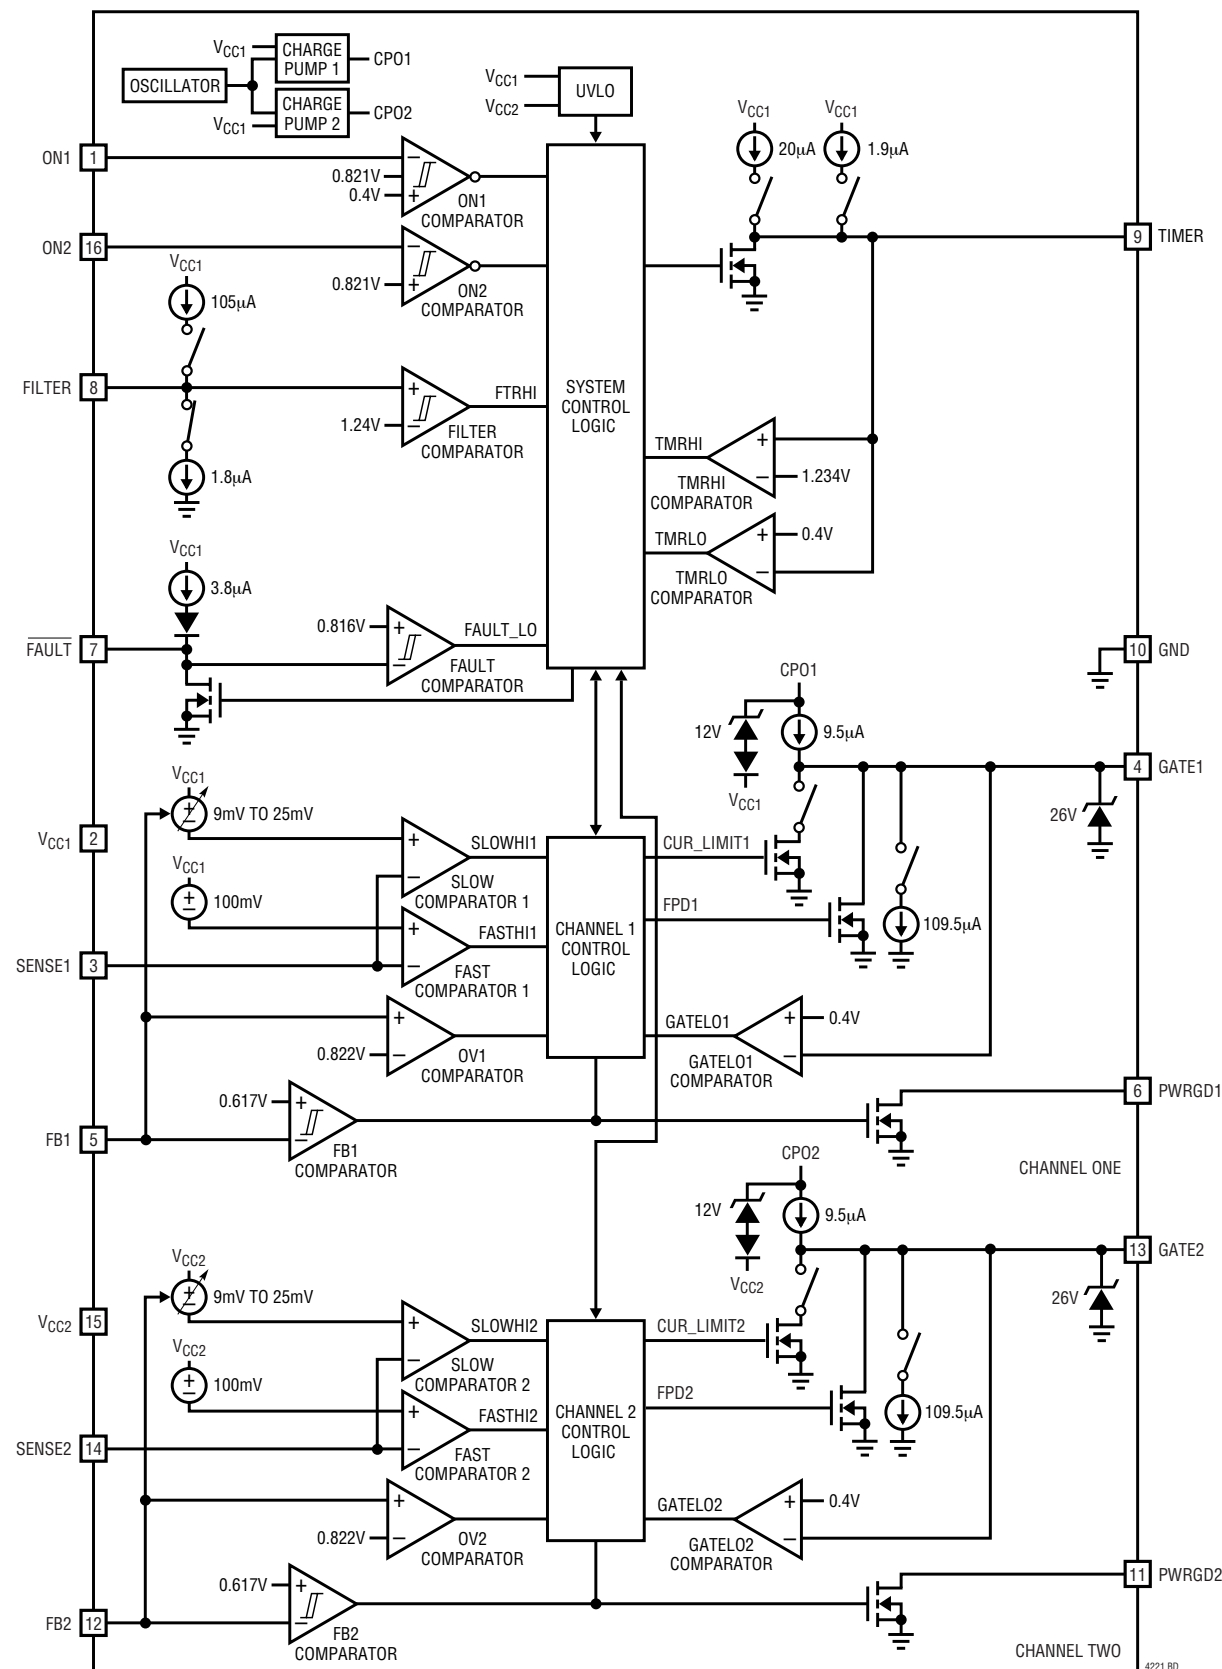 VCC1
CHARGE
PUMP 1
CPO1
OSCILLATOR
CHARGE
PUMP 2
CPO2
VCC1
VCC1
VCC2
UVLO
VCC1
VCC1
20µA
1.9µA
ON1
1
−
0.821V
0.4V
+
ON1
COMPARATOR
ON2
16
−
0.821V
+
ON2
COMPARATOR
9
TIMER
VCC1
105µA
FILTER
8
+
1.24V
−
FTRHI
FILTER
COMPARATOR
1.8µA
SYSTEM
CONTROL
LOGIC
TMRHI
+
−
1.234V
TMRHI
COMPARATOR
TMRLO
+
0.4V
−
TMRLO
COMPARATOR
VCC1
3.8µA
FAULT
7
0.816V
+
−
FAULT_LO
FAULT
COMPARATOR
10
GND
CPO1
12V
9.5µA
VCC1
4
GATE1
26V
VCC1
+
−
9mV TO 25mV
VCC1
2
VCC1
+
−
100mV
+
−
SLOWHI1
SLOW
COMPARATOR 1
SENSE1
3
+
−
FASTHI1
FAST
COMPARATOR 1
CHANNEL 1
CONTROL
LOGIC
CUR_LIMIT1
FPD1
109.5µA
+
0.822V
−
OV1
COMPARATOR
GATELO1
+
0.4V
−
GATELO1
COMPARATOR
0.617V
+
−
FB1
5
FB1
COMPARATOR
6
PWRGD1
CHANNEL ONE
CPO2
12V
9.5µA
VCC2
13
GATE2
26V
VCC2
+
−
9mV TO 25mV
VCC2
15
VCC2
+
−
100mV
+
−
SLOWHI2
SLOW
COMPARATOR 2
SENSE2
14
+
−
FASTHI2
FAST
COMPARATOR 2
CHANNEL 2
CONTROL
LOGIC
CUR_LIMIT2
FPD2
109.5µA
+
0.822V
−
OV2
COMPARATOR
GATELO2
+
0.4V
−
GATELO2
COMPARATOR
0.617V
+
−
FB2
12
FB2
COMPARATOR
11
PWRGD2
CHANNEL TWO
4221 BD